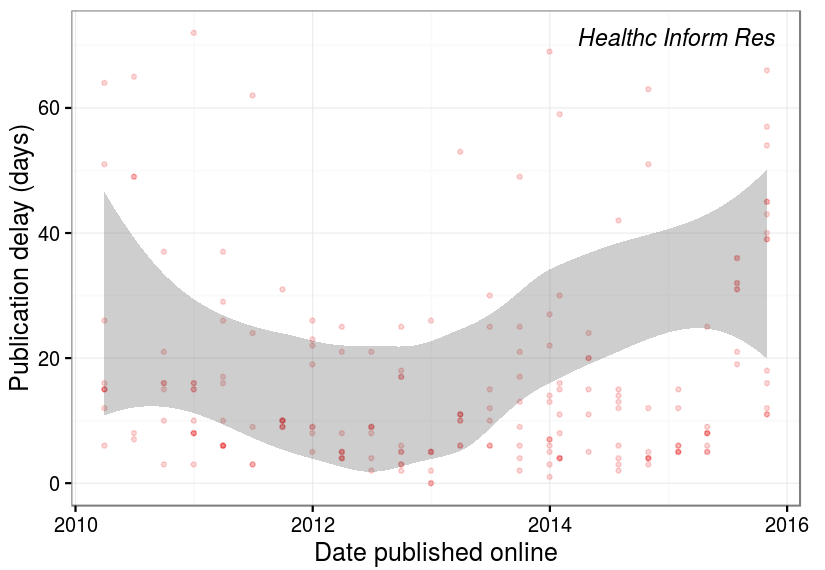 Healthc Inform Res
Publication delay (days)
60
40
20
0
2010 2012 2014 2016
Date published online